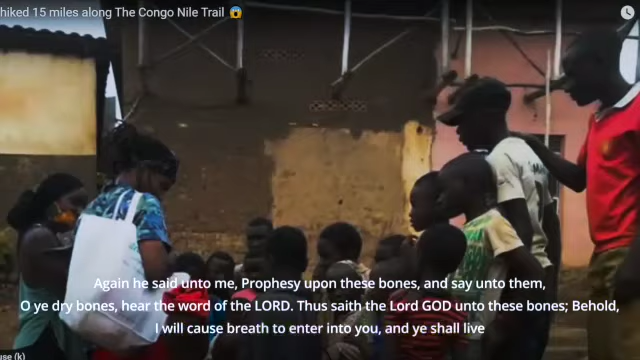 hiked 15 miles along The Congo Nile Trail 😱
Again he said unto me, Prophesy upon these bones, and say unto them,
O ye dry bones, hear the word of the LORD. Thus saith the Lord GOD unto these bones; Behold,
I will cause breath to enter into you, and ye shall live
use (k)